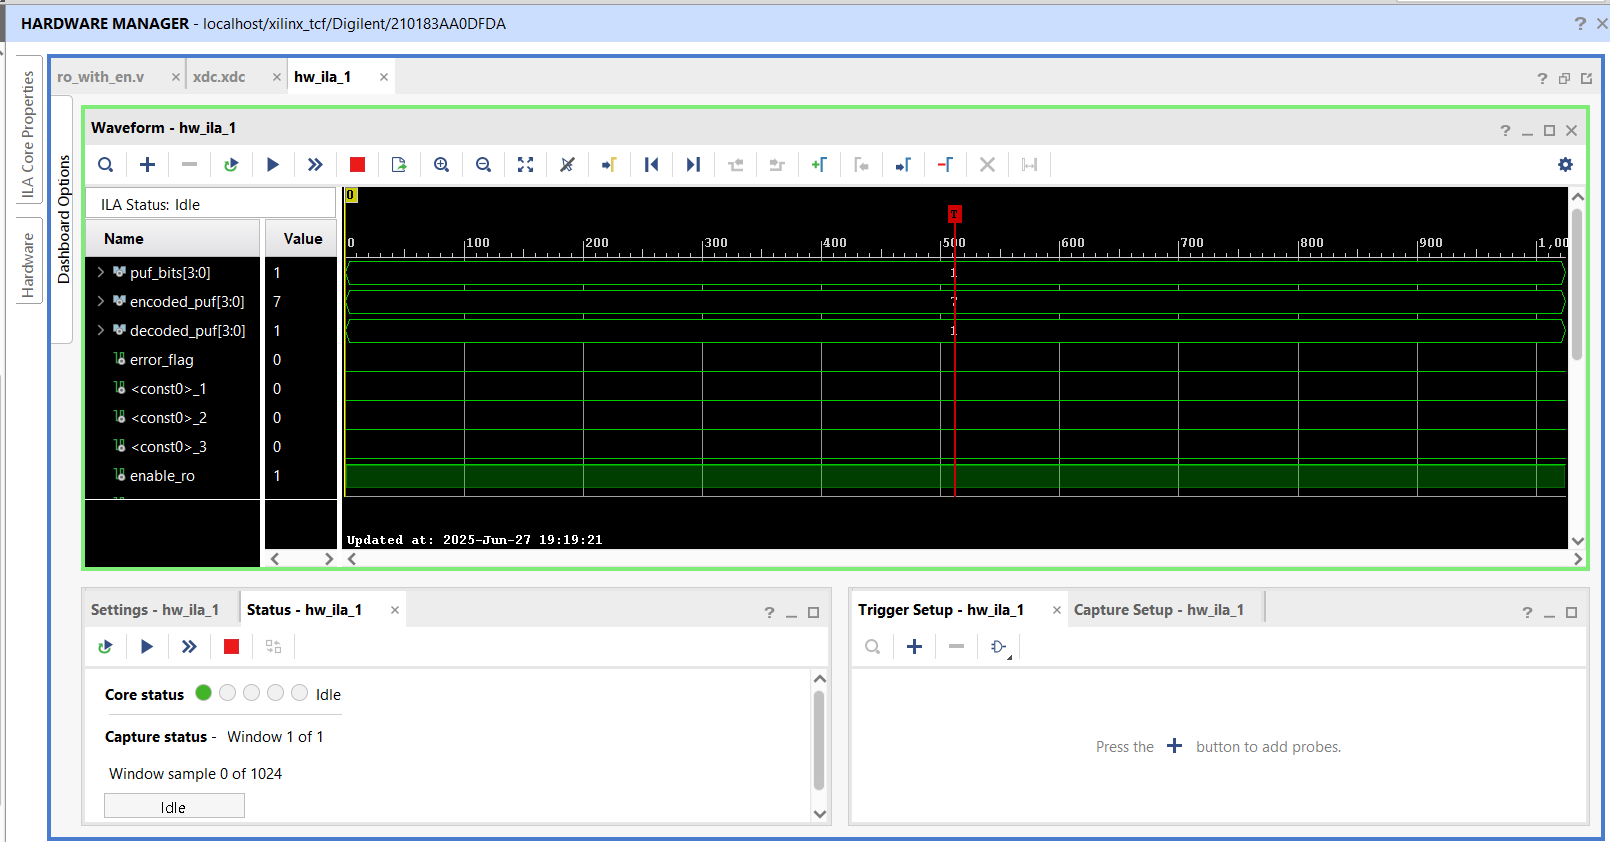 HARDWARE MANAGER - localhost/xilinx_tcf/Digilent/210183AA0DFDA
ILA Core Properties
Hardware
Dashboard Options
ro_with_en.v
xdc.xdc
hw_ila_1
Waveform - hw_ila_1
ILA Status: Idle
Name Value
puf_bits[3:0] 1
encoded_puf[3:0] 7
decoded_puf[3:0] 1
error_flag 0
<const0>_1 0
<const0>_2 0
<const0>_3 0
enable_ro 1
0
T
0 100 200 300 400 500 600 700 800 900 1,00
1
7
1
Updated at: 2025-Jun-27 19:19:21
Settings - hw_ila_1 Status - hw_ila_1
Core status Idle
Capture status - Window 1 of 1
Window sample 0 of 1024
Idle
Trigger Setup - hw_ila_1 Capture Setup - hw_ila_1
Press the + button to add probes.